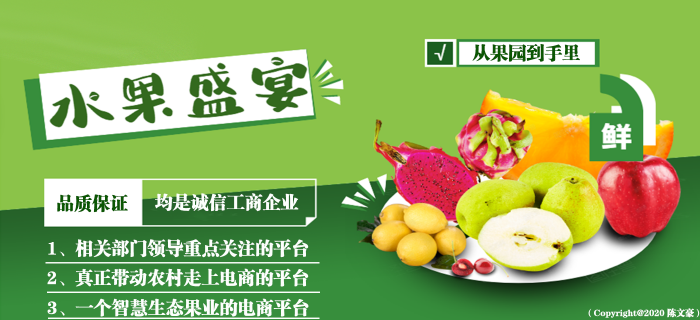 水果盛宴
√ 从果园到手里
鲜
品质保证 均是诚信工商企业
1、相关部门领导重点关注的平台
2、真正带动农村走上电商的平台
3、一个智慧生态果业的电商平台
（Copyright@2020 陈文豪）